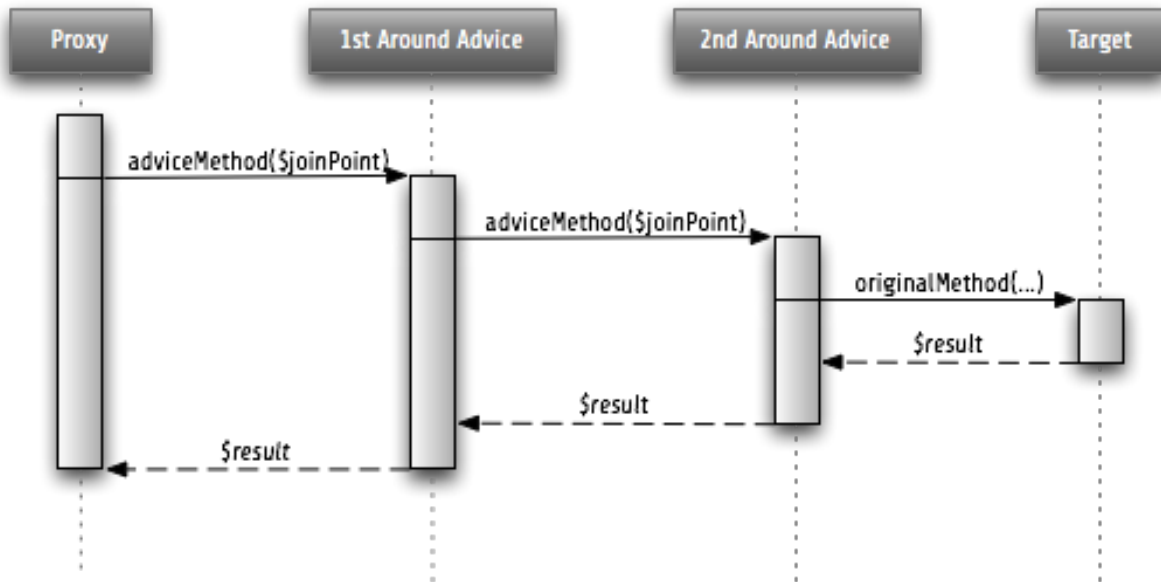 Proxy
1st Around Advice
2nd Around Advice
Target
adviceMethod($joinPoint)
adviceMethod($joinPoint)
originalMethod(...)
$result
$result
$result